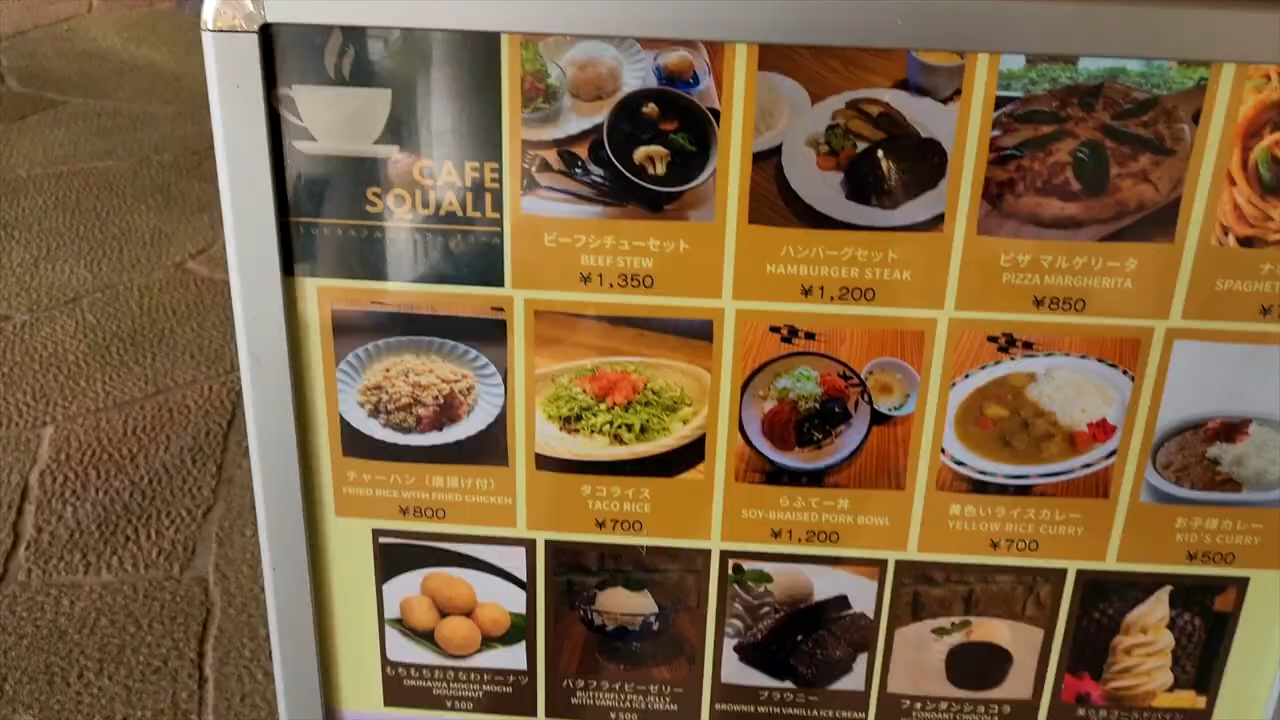 CAFE
SQUALL
ビーフシチューセット
BEEF STEW
¥1,350
ハンバーグセット
HAMBURGER STEAK
¥1,200
ピザ マルゲリータ
PIZZA MARGHERITA
¥850
ナ
SPAGHET
¥
チャーハン（唐揚げ付）
FRIED RICE WITH FRIED CHICKEN
¥800
タコライス
TACO RICE
¥700
らふてー丼
SOY-BRAISED PORK BOWL
¥1,200
黄色いライスカレー
YELLOW RICE CURRY
¥700
お子様カレー
KID'S CURRY
¥500
もちもちおきなわドーナツ
OKINAWA MOCHI-MOCHI
DOUGHNUT
¥500
バタフライピーゼリー
BUTTERFLY PEA JELLY
WITH VANILLA ICE CREAM
¥500
ブラウニー
BROWNIE WITH VANILLA ICE CREAM
フォンダンショコラ
FONDANT CHOCOLA